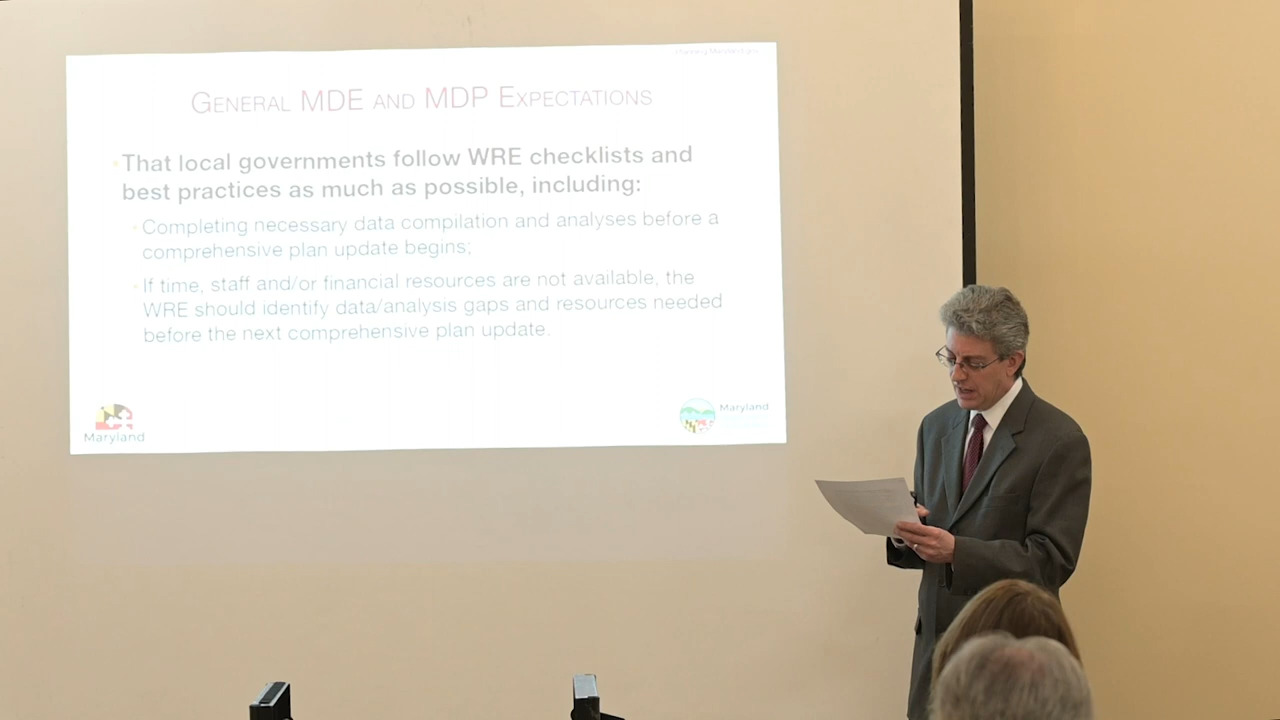 Planning.Maryland.gov
GENERAL MDE AND MDP EXPECTATIONS
That local governments follow WRE checklists and
best practices as much as possible, including:
Completing necessary data compilation and analyses before a
comprehensive plan update begins;
If time, staff and/or financial resources are not available, the
WRE should identify data/analysis gaps and resources needed
before the next comprehensive plan update.
Maryland
Maryland